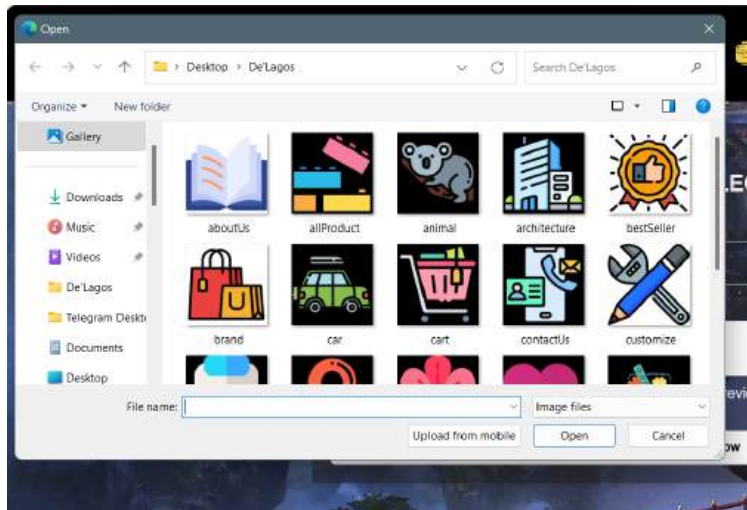 Open
Desktop > De'Lagos
Search De'Lagos
Organize
New folder
Gallery
Downloads
Music
Videos
De'Lagos
Telegram Deskt
Documents
Desktop
aboutUs
allProduct
animal
architecture
bestSeller
brand
car
cart
contactUs
customize
File name:
Image files
Upload from mobile
Open
Cancel